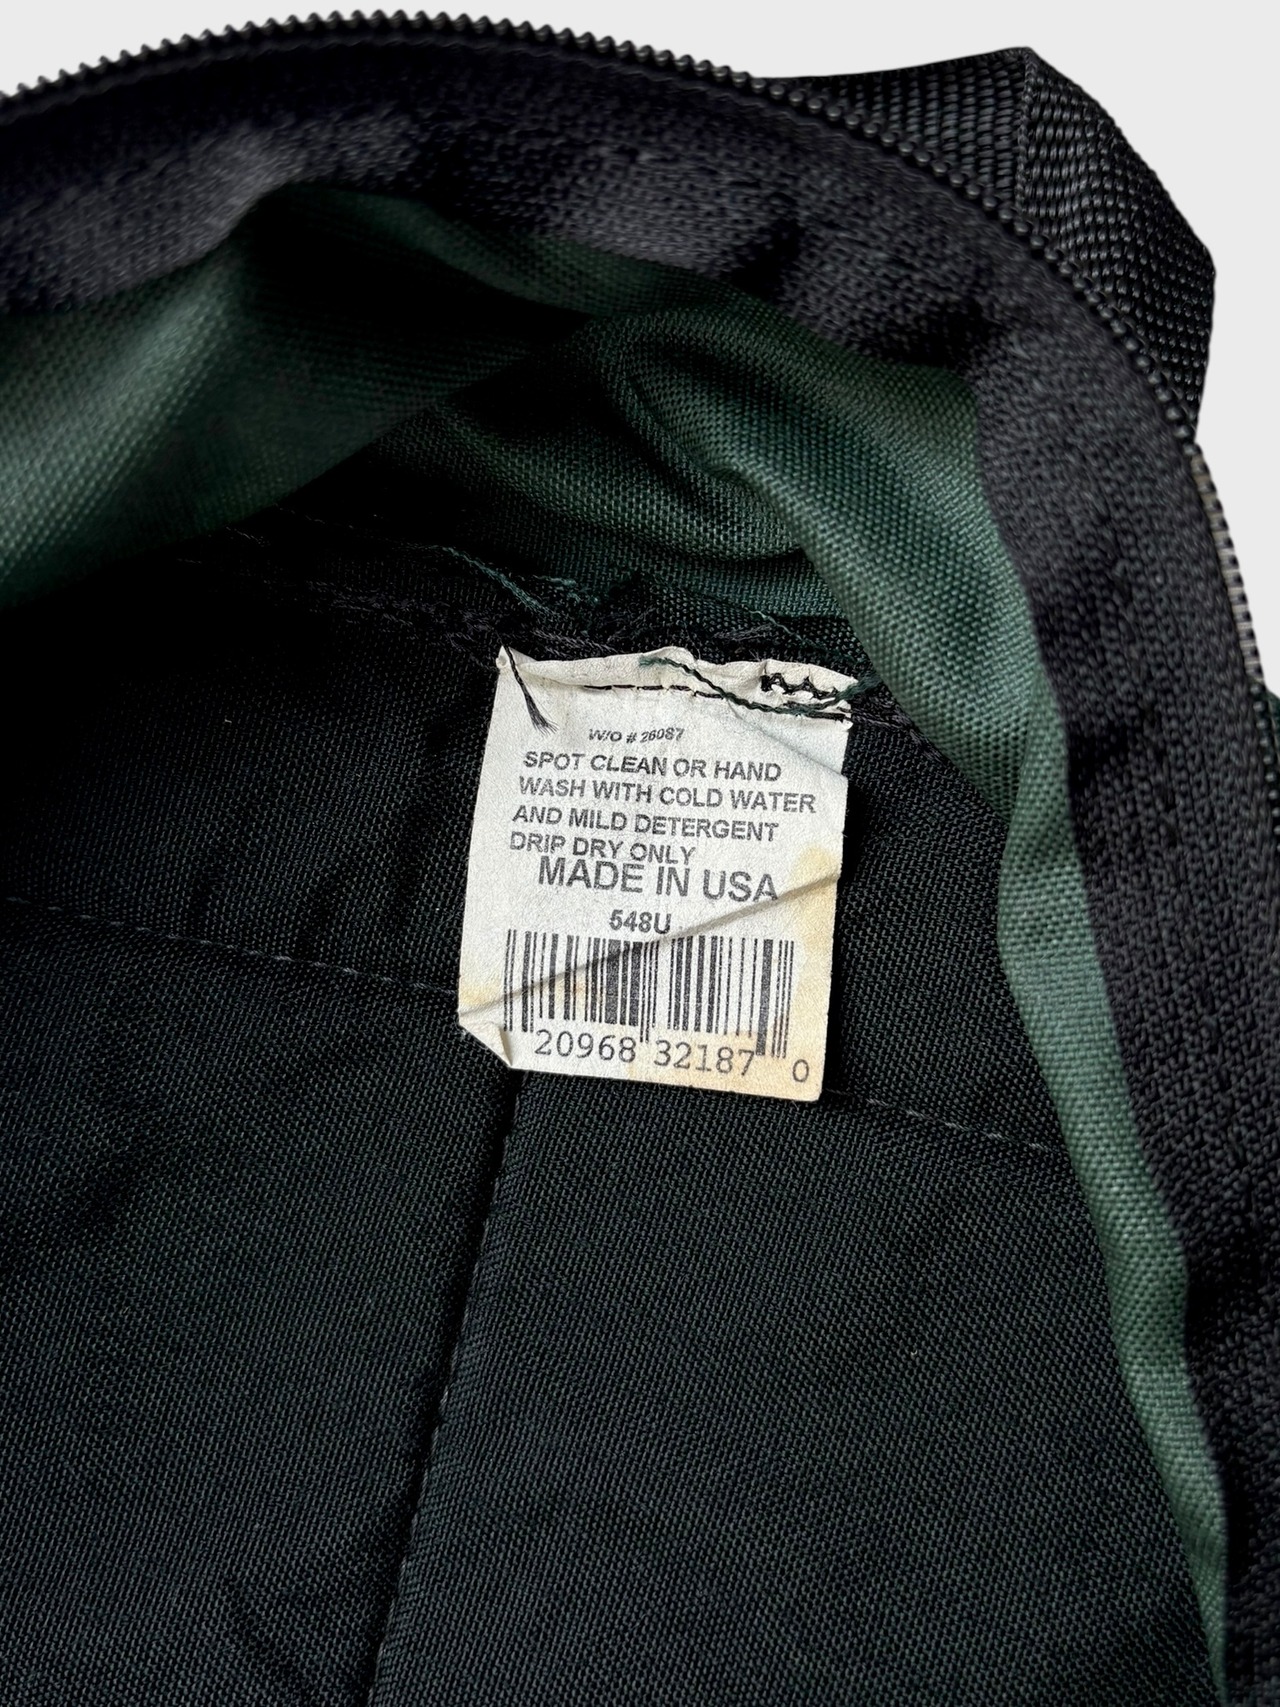 W/O # 26087
SPOT CLEAN OR HAND
WASH WITH COLD WATER
AND MILD DETERGENT
DRIP DRY ONLY
MADE IN USA
548U
20968 32187 0